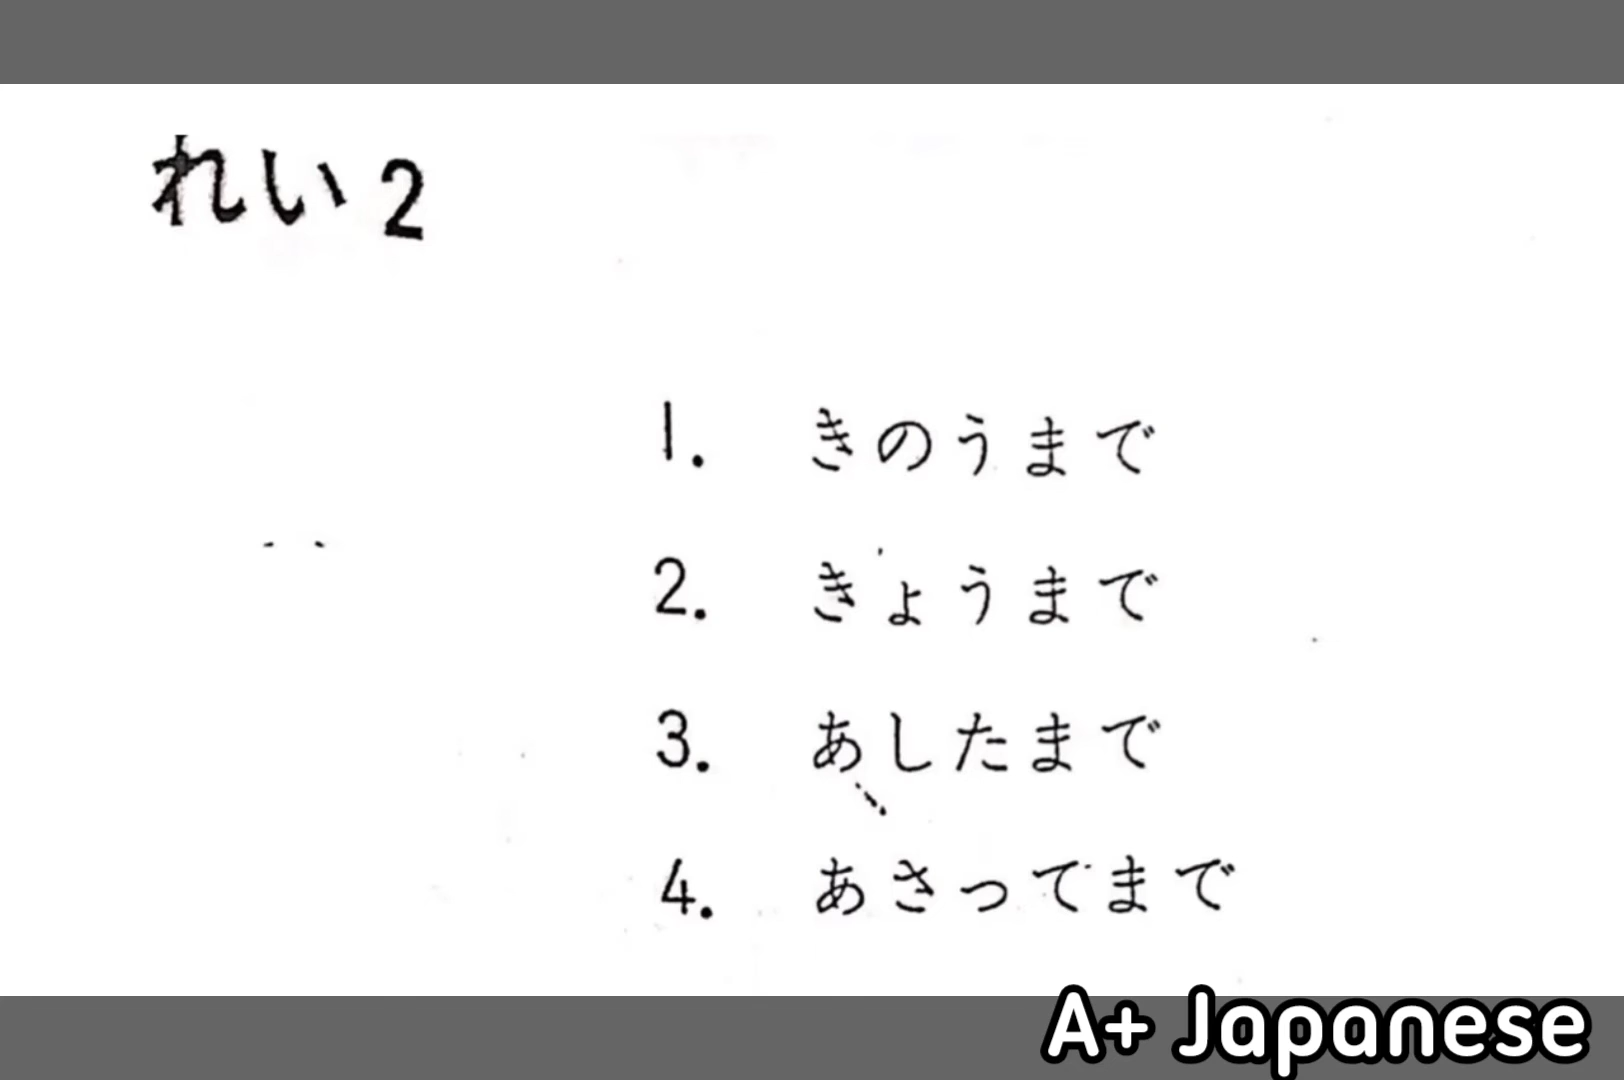 れい 2
1. きのうまで
2. きょうまで
3. あしたまで
4. あさってまで
A+ Japanese